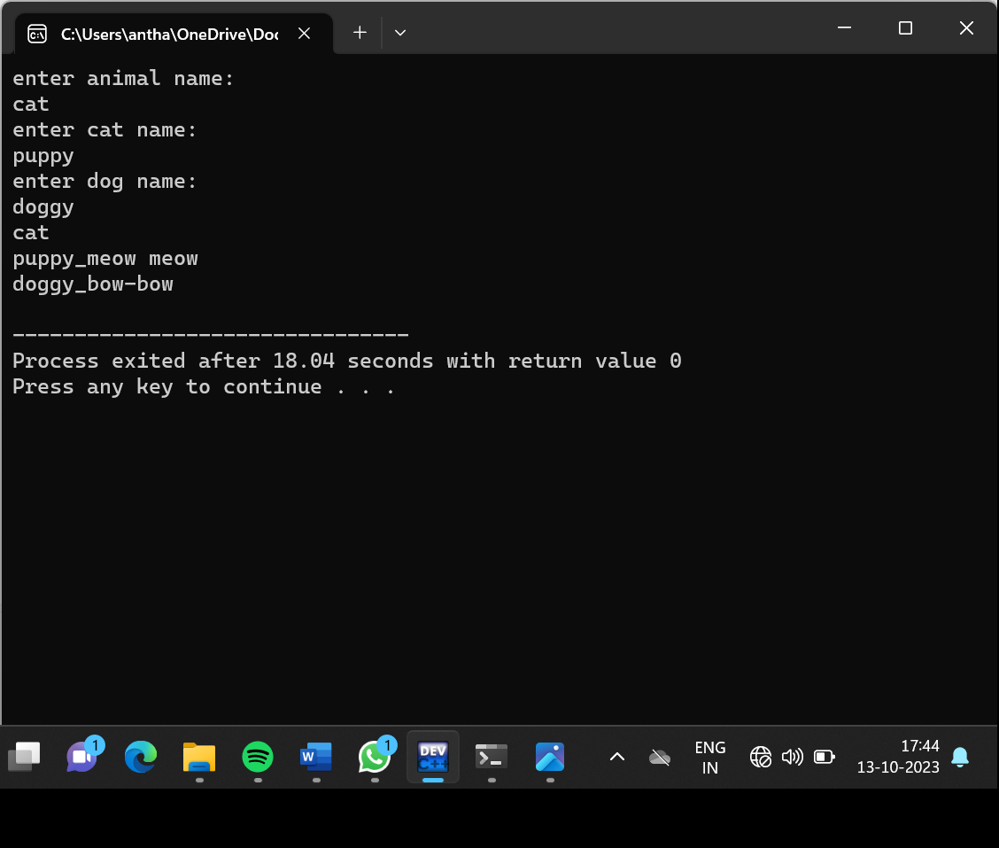 C:\Users\antha\OneDrive\Doc
enter animal name:
cat
enter cat name:
puppy
enter dog name:
doggy
cat
puppy_meow meow
doggy_bow-bow
--------------------------------
Process exited after 18.04 seconds with return value 0
Press any key to continue . . .
1
W
1
DEV
C++
ENG
IN
17:44
13-10-2023